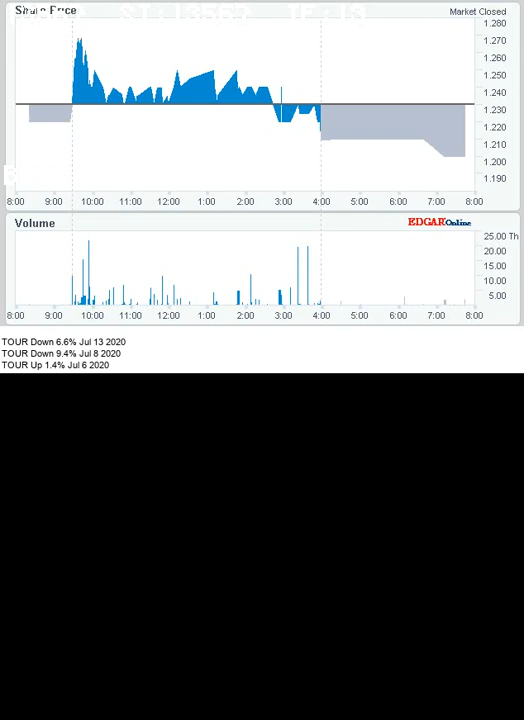 Share Price
Market Closed
1.280
1.270
1.260
1.250
1.240
1.230
1.220
1.210
1.200
1.190
8:00 9:00 10:00 11:00 12:00 1:00 2:00 3:00 4:00 5:00 6:00 7:00 8:00
Volume
EDGAR Online
25.00 Th
20.00
15.00
10.00
5.00
8:00 9:00 10:00 11:00 12:00 1:00 2:00 3:00 4:00 5:00 6:00 7:00 8:00
TOUR Down 6.6% Jul 13 2020
TOUR Down 9.4% Jul 8 2020
TOUR Up 1.4% Jul 6 2020